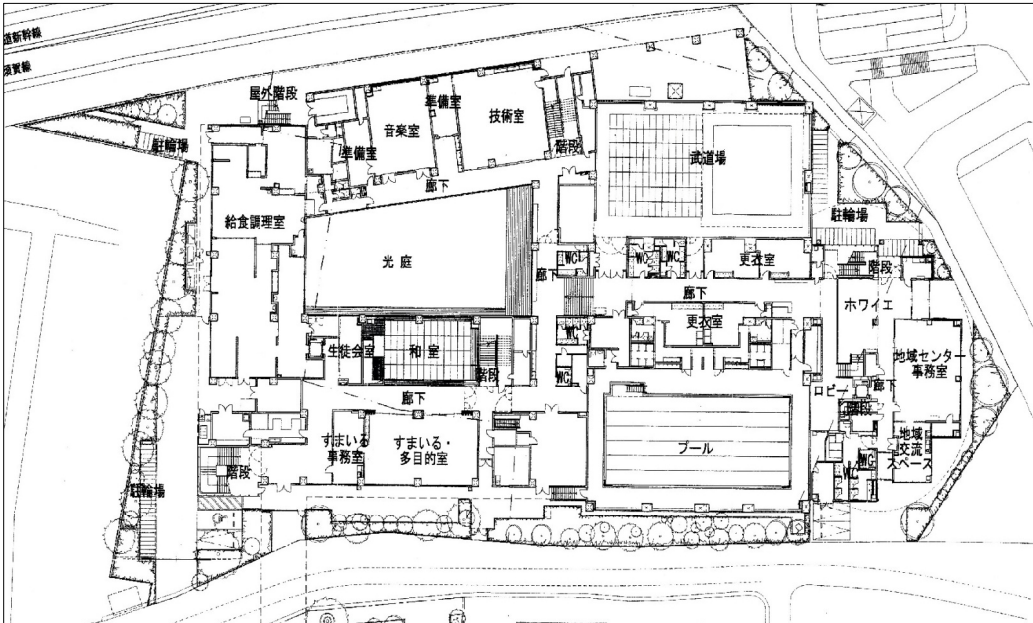 道新幹線
須賀線
屋外階段
準備室
音楽室
準備室
技術室
階段
駐輪場
廊下
武道場
給食調理室
駐輪場
光庭
WC
WC
WC
更衣室
廊下
廊下
階段
ホワイエ
更衣室
生徒会室
和室
WC
階段
WC
地域センター
事務室
廊下
ロビー
廊下
階段
すまいる
事務室
すまいる・
多目的室
プール
地域
交流
スペース
階段
WC
WC
駐輪場